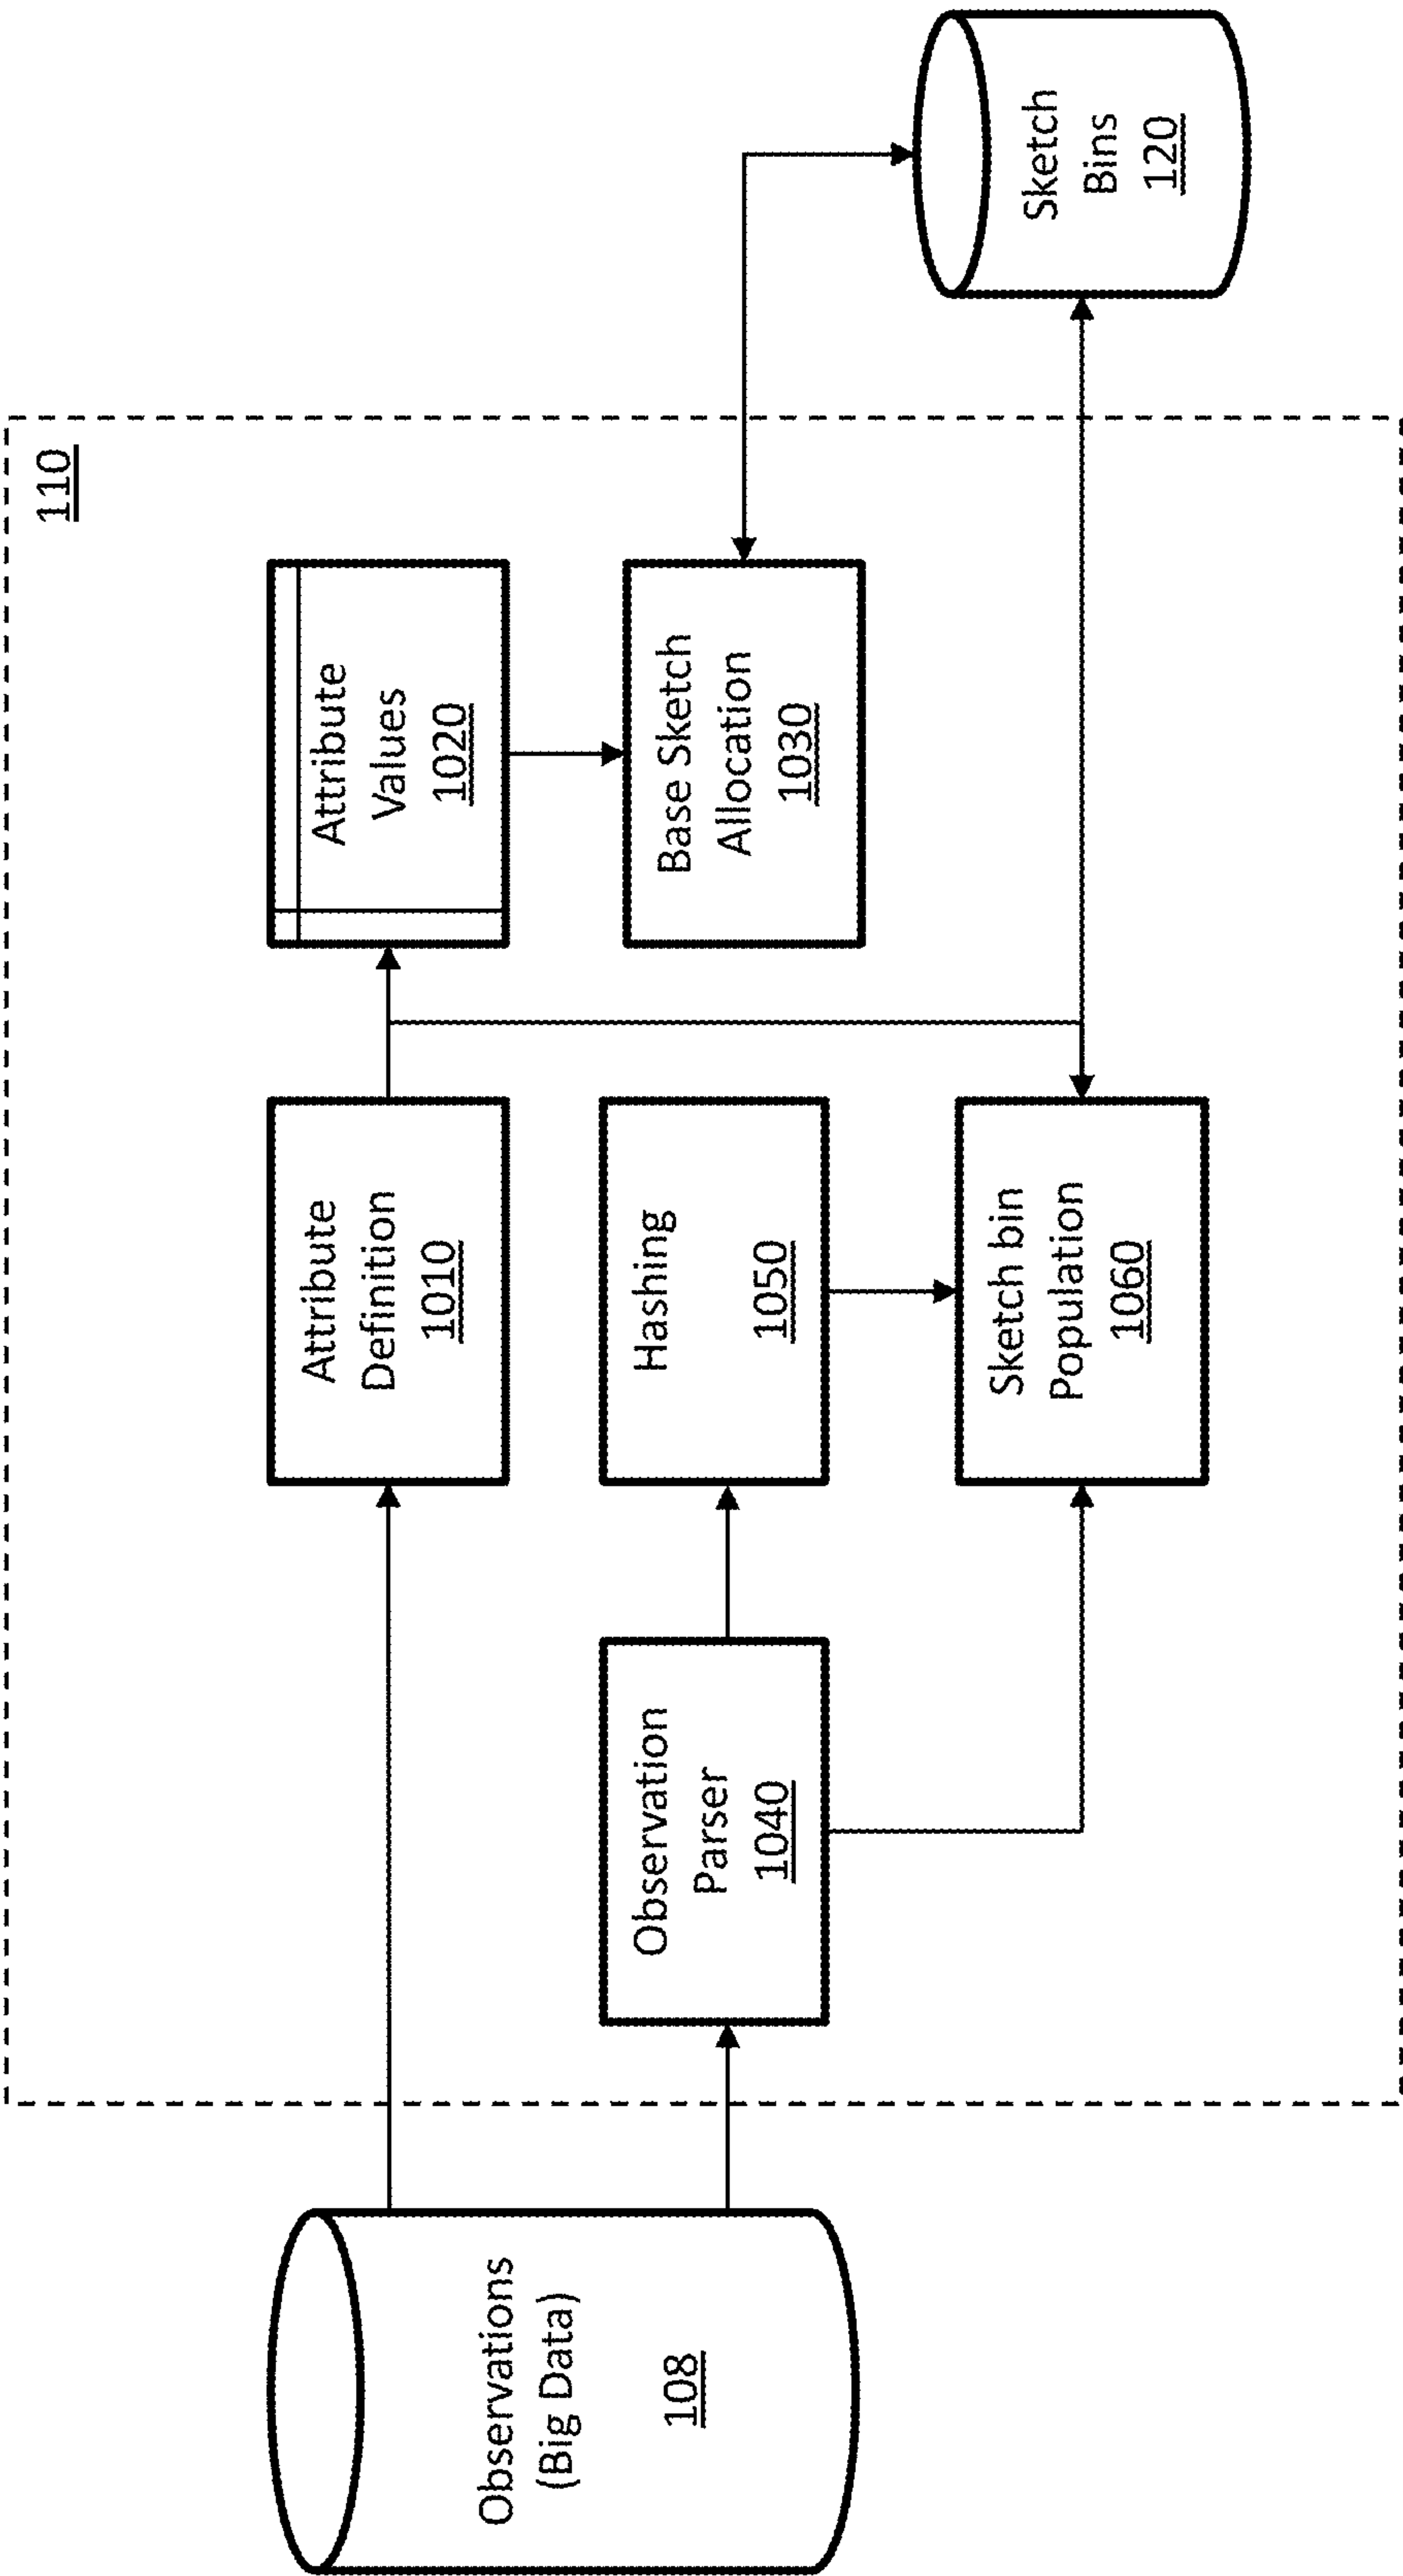 110
Observations
(Big Data)
108
Attribute
Definition
1010
Attribute
Values
1020
Observation
Parser
1040
Hashing
1050
Base Sketch
Allocation
1030
Sketch bin
Population
1060
Sketch
Bins
120